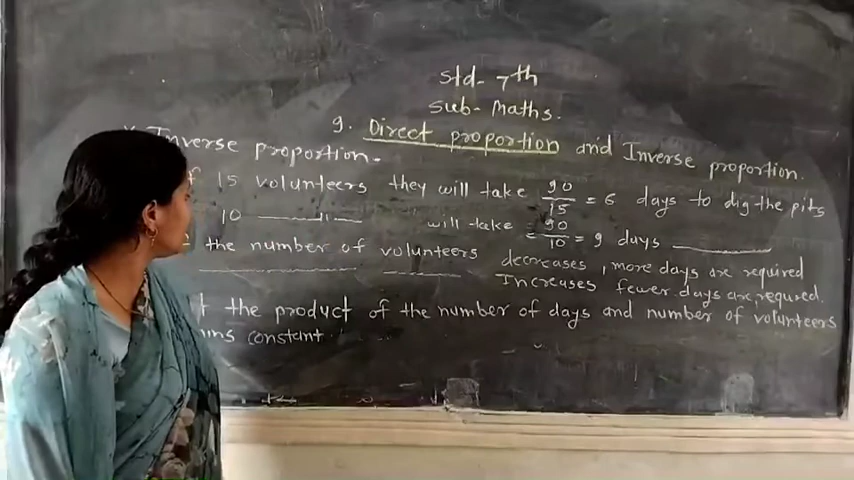 std- 7th
Sub- Maths.
9. Direct proportion and Inverse proportion.
Inverse proportion.
15 volunteers they will take 90/15 = 6 days to dig the pits
10 —— 〃 —— will take 90/10 = 9 days ——
the number of volunteers decreases, more days are required
—— —— Increases fewer days are required.
the product of the number of days and number of volunteers
constant.